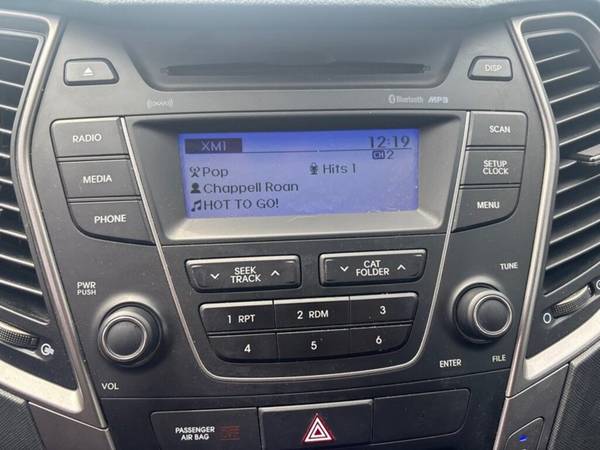 DISP
Bluetooth MP3
RADIO
MEDIA
PHONE
XM1 12:19
CH 2
Pop Hits 1
Chappell Roan
HOT TO GO!
SCAN
SETUP
CLOCK
MENU
SEEK
TRACK
CAT
FOLDER
PWR
PUSH
TUNE
1 RPT
2 RDM
3
4
5
6
VOL
ENTER
FILE
PASSENGER
AIR BAG